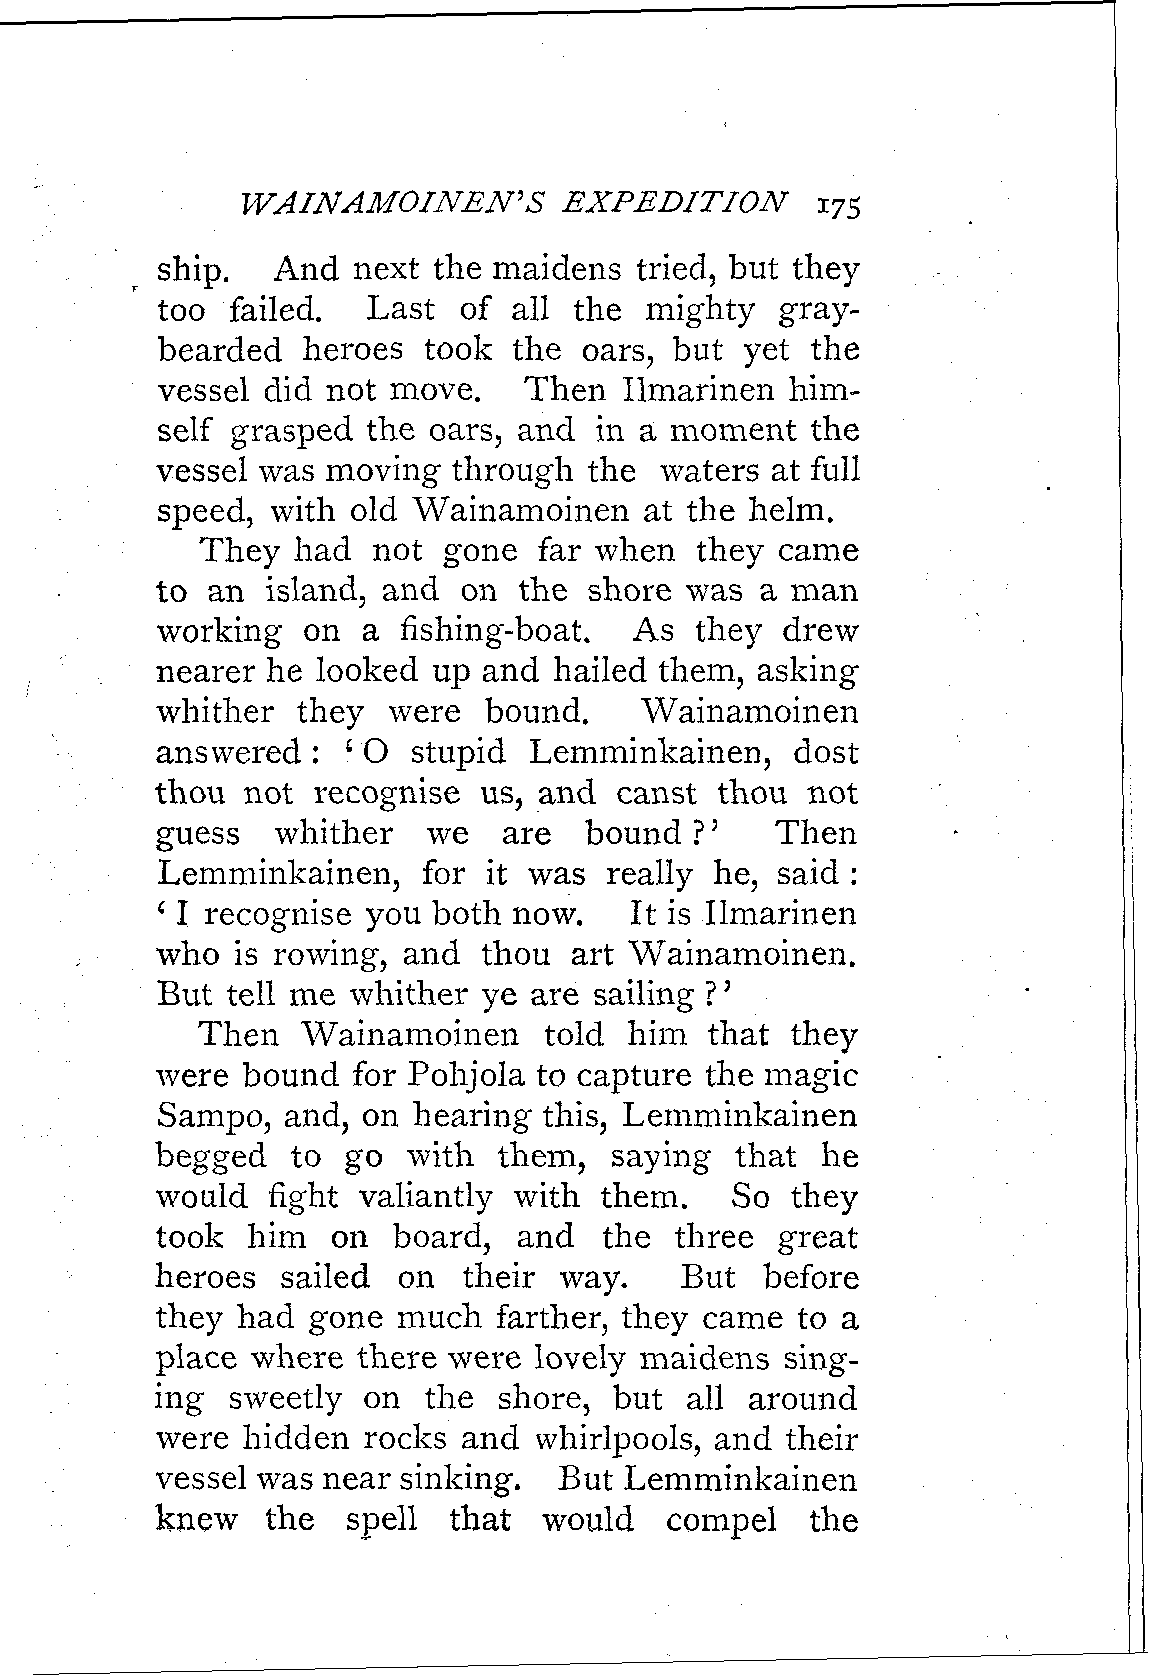 WAINAMOINEN'S EXPEDITION 175
ship. And next the maidens tried, but they
too failed. Last of all the mighty gray-
bearded heroes took the oars, but yet the
vessel did not move. Then Ilmarinen him-
self grasped the oars, and in a moment the
vessel was moving through the waters at full
speed, with old Wainamoinen at the helm.
They had not gone far when they came
to an island, and on the shore was a man
working on a fishing-boat. As they drew
nearer he looked up and hailed them, asking
whither they were bound. Wainamoinen
answered: ‘O stupid Lemminkainen, dost
thou not recognise us, and canst thou not
guess whither we are bound?’ Then
Lemminkainen, for it was really he, said:
‘I recognise you both now. It is Ilmarinen
who is rowing, and thou art Wainamoinen.
But tell me whither ye are sailing?’
Then Wainamoinen told him that they
were bound for Pohjola to capture the magic
Sampo, and, on hearing this, Lemminkainen
begged to go with them, saying that he
would fight valiantly with them. So they
took him on board, and the three great
heroes sailed on their way. But before
they had gone much farther, they came to a
place where there were lovely maidens sing-
ing sweetly on the shore, but all around
were hidden rocks and whirlpools, and their
vessel was near sinking. But Lemminkainen
knew the spell that would compel the